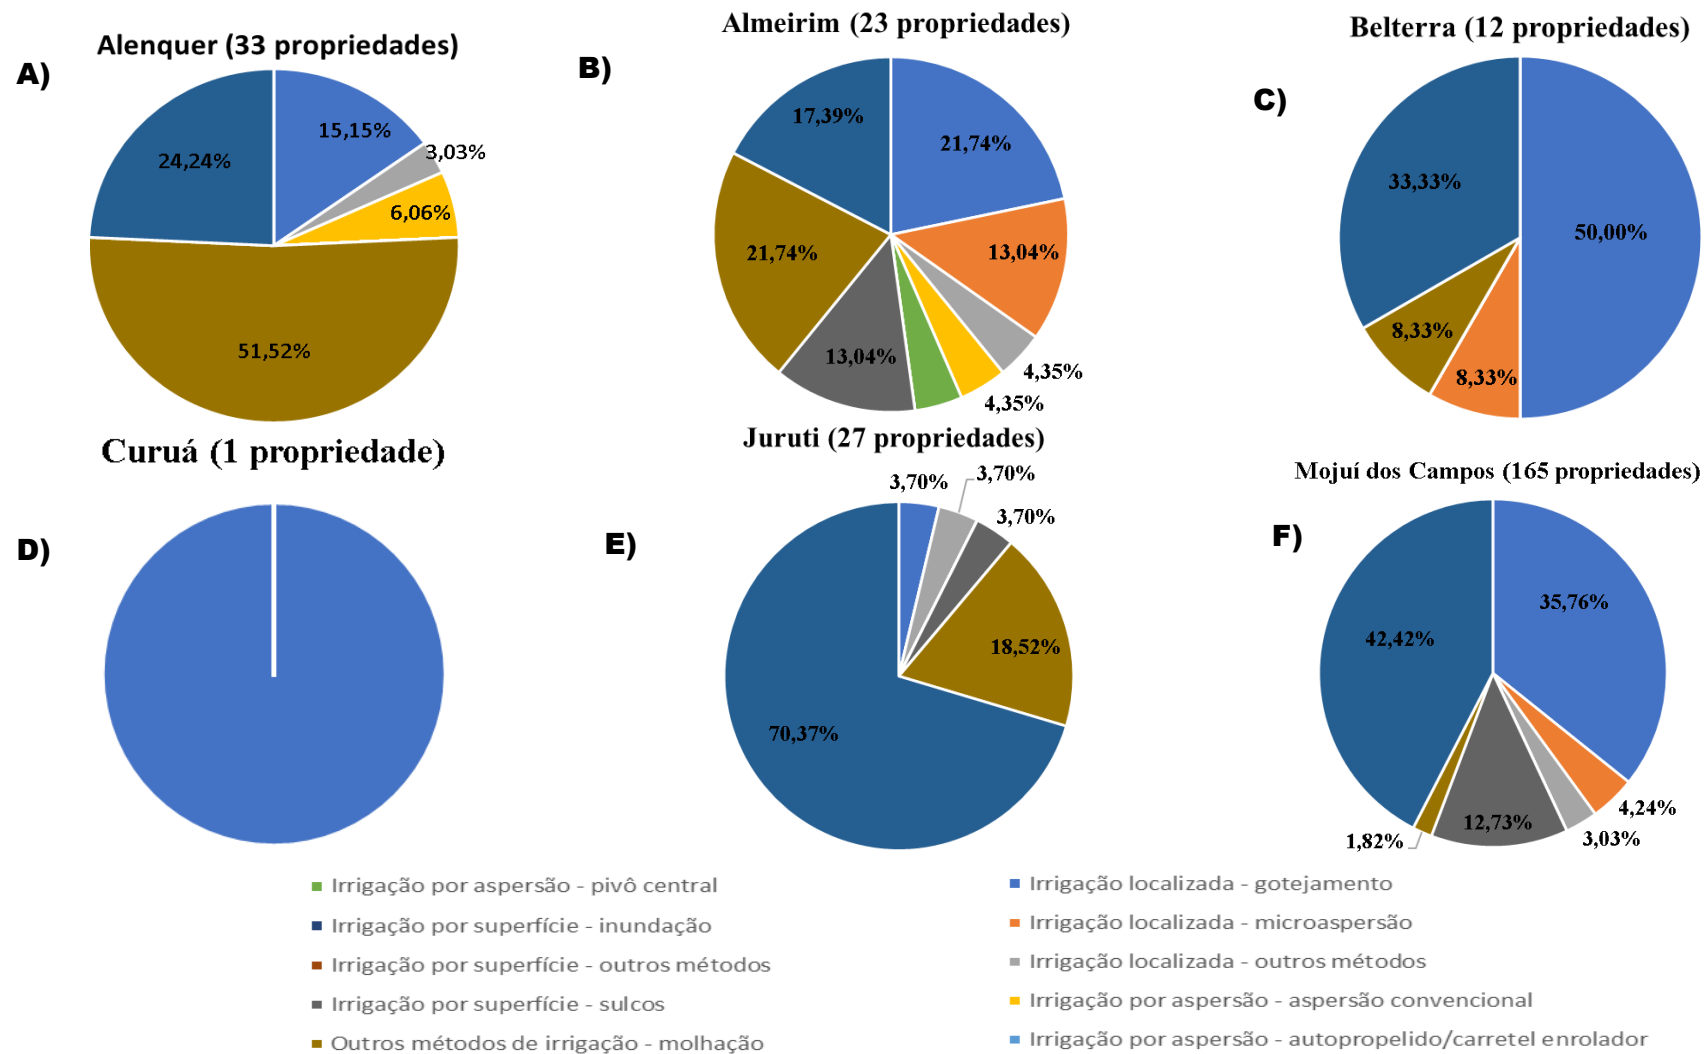 A)
Alenquer (33 propriedades)
15,15%
3,03%
6,06%
51,52%
24,24%
B)
Almeirim (23 propriedades)
21,74%
13,04%
4,35%
4,35%
13,04%
21,74%
17,39%
C)
Belterra (12 propriedades)
50,00%
8,33%
8,33%
33,33%
D)
Curuá (1 propriedade)
E)
Juruti (27 propriedades)
3,70%
3,70%
3,70%
18,52%
70,37%
F)
Mojuí dos Campos (165 propriedades)
35,76%
4,24%
3,03%
12,73%
1,82%
42,42%
Irrigação por aspersão - pivô central
Irrigação por superfície - inundação
Irrigação por superfície - outros métodos
Irrigação por superfície - sulcos
Outros métodos de irrigação - molhação
Irrigação localizada - gotejamento
Irrigação localizada - microaspersão
Irrigação localizada - outros métodos
Irrigação por aspersão - aspersão convencional
Irrigação por aspersão - autopropelido/carretel enrolador